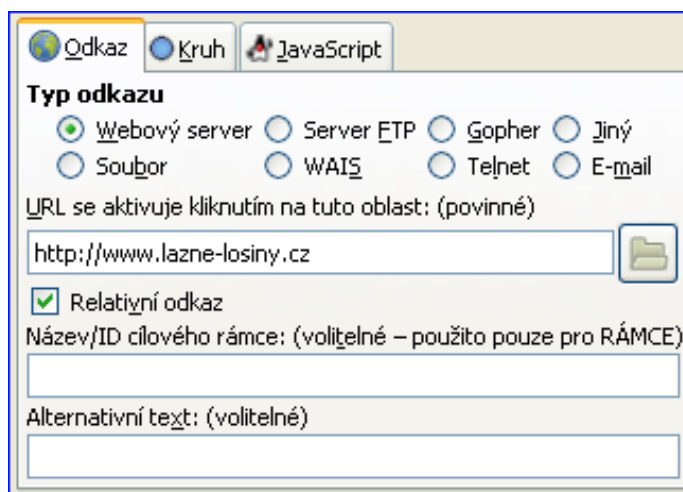 Odkaz Kruh JavaScript
Typ odkazu
Webový server Server FTP Gopher Jiný
Soubor WAIS Telnet E-mail
URL se aktivuje kliknutím na tuto oblast: (povinné)
http://www.lazne-losiny.cz
Relativní odkaz
Název/ID cílového rámce: (volitelné – použito pouze pro RÁMCE)
Alternativní text: (volitelné)